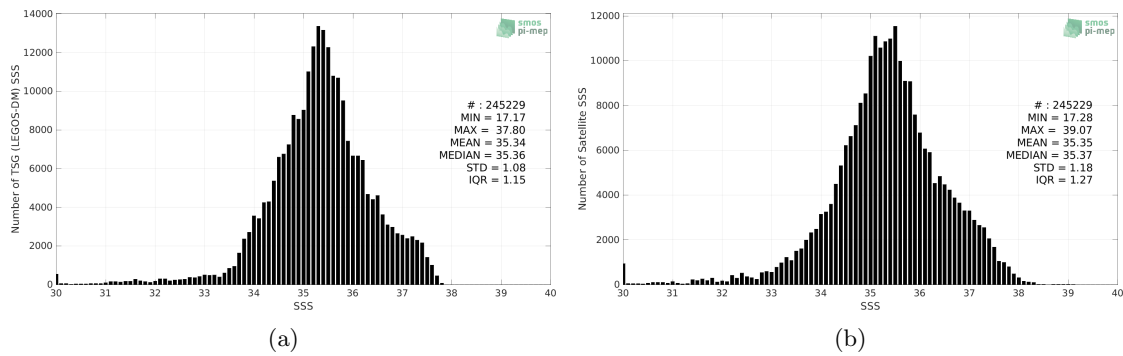 14000
12000
10000
8000
6000
4000
2000
0
Number of TSG (LEGOS-DM) SSS
smos
pi-mep
# : 245229
MIN = 17.17
MAX = 37.80
MEAN = 35.34
MEDIAN = 35.36
STD = 1.08
IQR = 1.15
30 31 32 33 34 35 36 37 38 39 40
SSS
(a)
12000
10000
8000
6000
4000
2000
0
Number of Satellite SSS
smos
pi-mep
# : 245229
MIN = 17.28
MAX = 39.07
MEAN = 35.35
MEDIAN = 35.37
STD = 1.18
IQR = 1.27
30 31 32 33 34 35 36 37 38 39 40
SSS
(b)